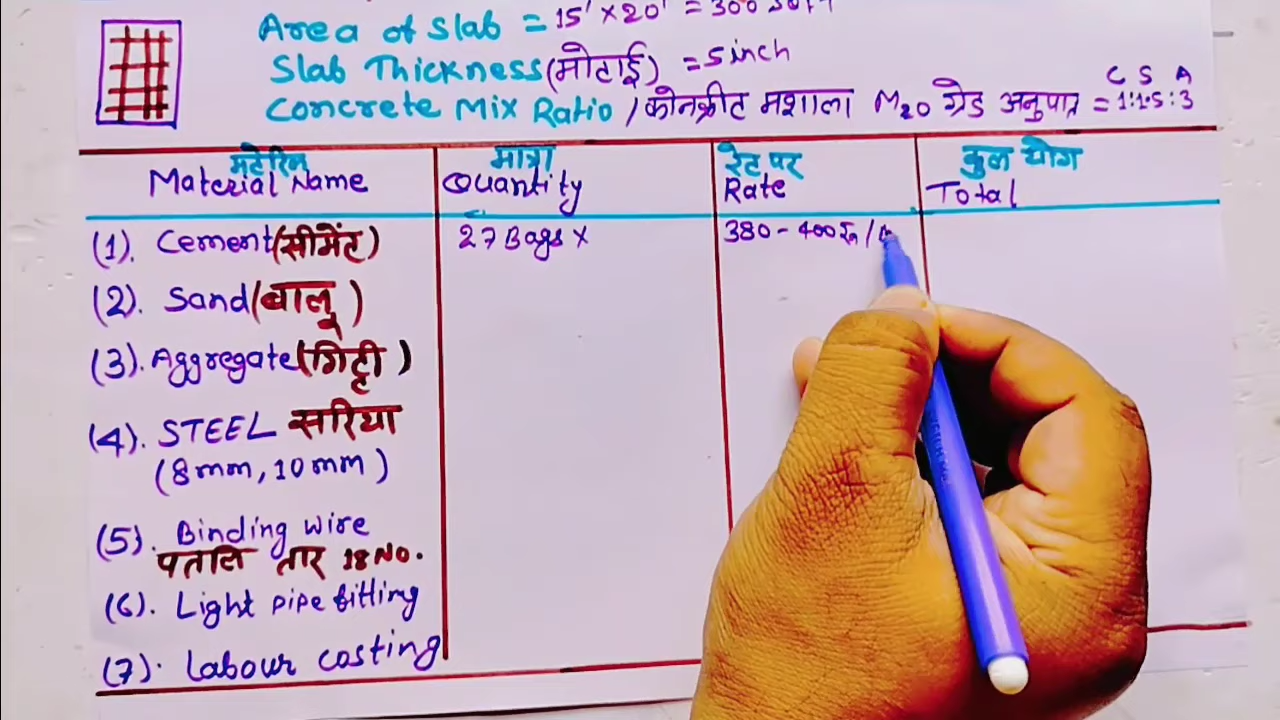 Area of Slab = 15' × 20' = 300 Sqft
Slab Thickness (मोटाई) = 5 inch
C S A
Concrete Mix Ratio / कोनक्रीट मशाला M20 ग्रेड अनुपात = 1:1.5:3
मटेरिल मात्रा रेट पर कुल योग
Material Name Quantity Rate Total
(1). Cement (सीमेंट) 27 Bags × 380 - 400 रू /
(2). Sand (बालू)
(3). Aggregate (गिट्टी)
(4). STEEL सरिया
(8mm, 10mm)
(5). Binding wire
पतालि तार 18 No.
(6). Light pipe fitting
(7). Labour costing